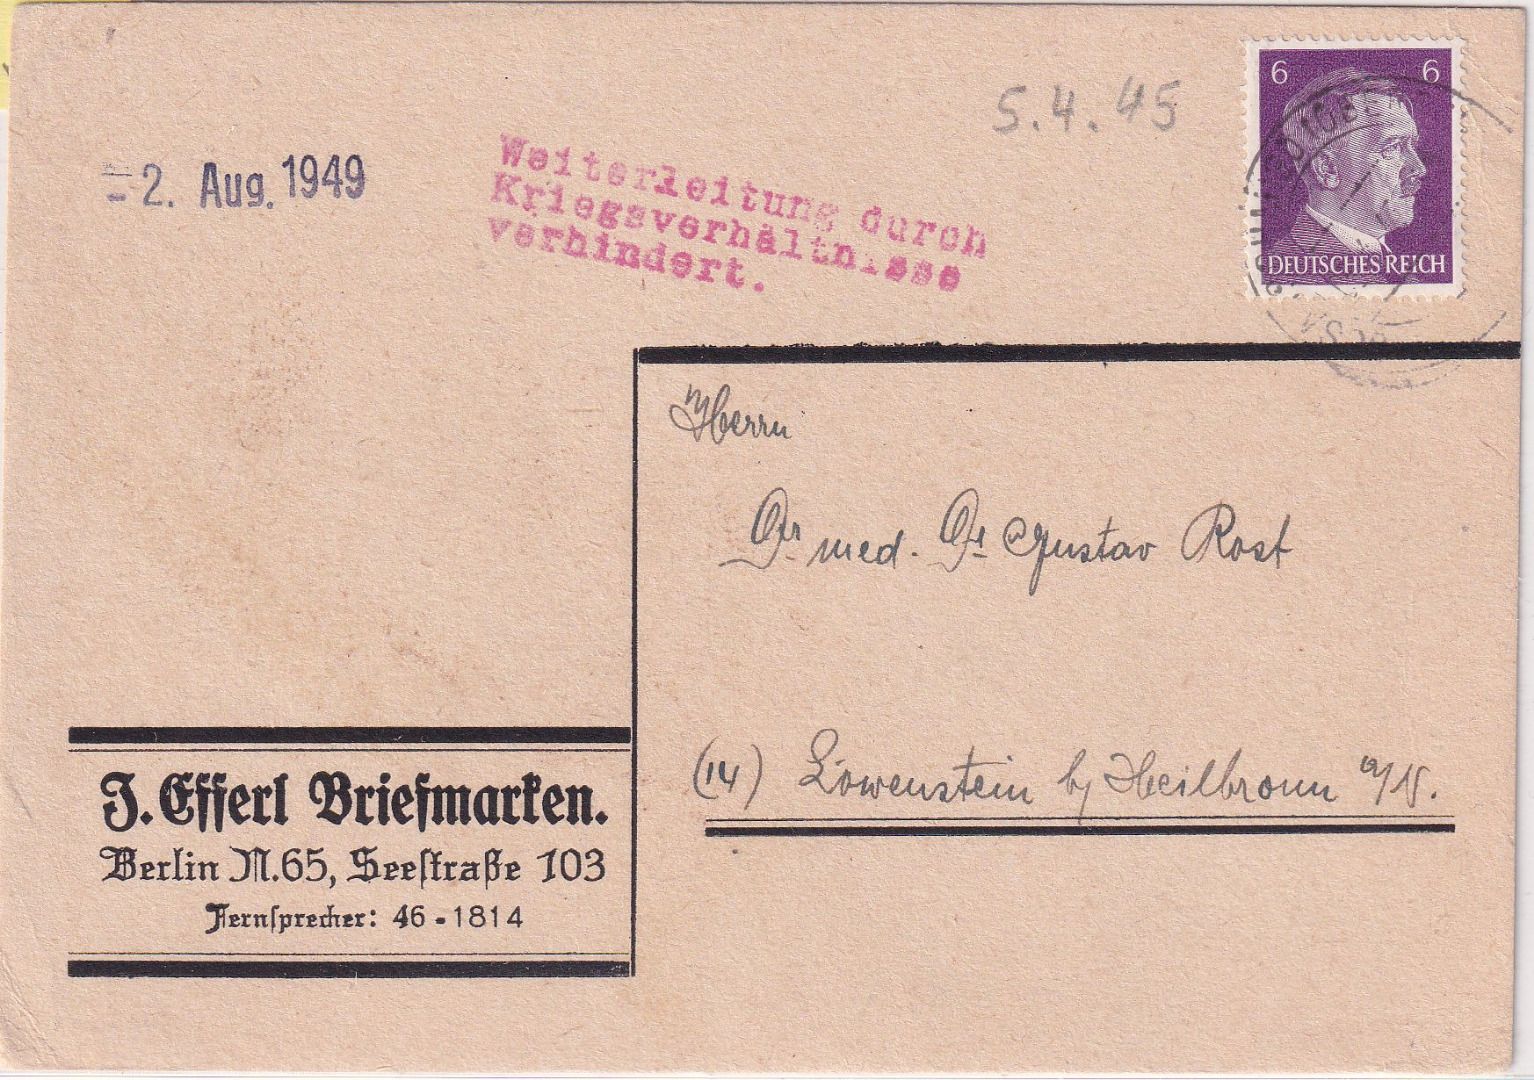 5.4.45
6 6
DEUTSCHES REICH
-2. Aug. 1949
Weiterleitung durch
Kriegsverhältnisse
verhindert.
Herrn
Dr. med. Dr. Gustav Rost
(14) Löwenstein b/Heilbronn a/N.
J. Efferl Briefmarken.
Berlin N.65, Seestraße 103
Fernsprecher: 46-1814